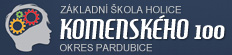 ZÁKLADNÍ ŠKOLA HOLICE
KOMENSKÉHO 100
OKRES PARDUBICE